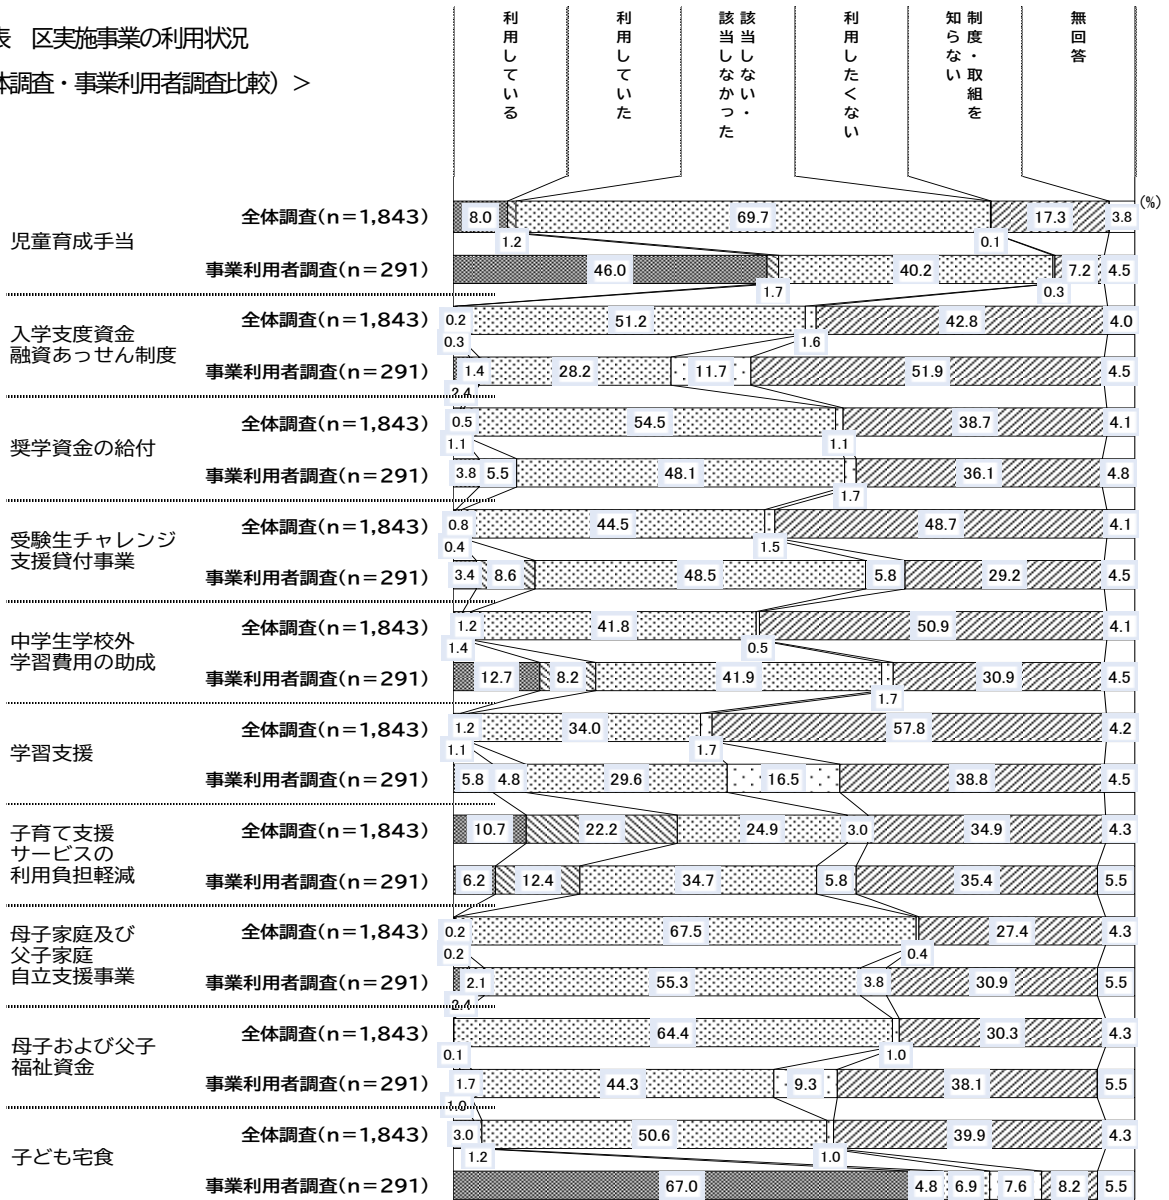 表 区実施事業の利用状況
体調査・事業利用者調査比較）＞
利用している
利用していた
該当しない・
該当しなかった
利用したくない
制度・取組を
知らない
無回答
(%)
児童育成手当
全体調査(n=1,843)
8.0
1.2
69.7
0.1
17.3
3.8
事業利用者調査(n=291)
46.0
1.7
40.2
0.3
7.2
4.5
入学支度資金
融資あっせん制度
全体調査(n=1,843)
0.2
0.3
51.2
1.6
42.8
4.0
事業利用者調査(n=291)
1.4
2.4
28.2
11.7
51.9
4.5
奨学資金の給付
全体調査(n=1,843)
0.5
1.1
54.5
1.1
38.7
4.1
事業利用者調査(n=291)
3.8
5.5
48.1
1.7
36.1
4.8
受験生チャレンジ
支援貸付事業
全体調査(n=1,843)
0.8
0.4
44.5
1.5
48.7
4.1
事業利用者調査(n=291)
3.4
8.6
48.5
5.8
29.2
4.5
中学生学校外
学習費用の助成
全体調査(n=1,843)
1.2
1.4
41.8
0.5
50.9
4.1
事業利用者調査(n=291)
12.7
8.2
41.9
1.7
30.9
4.5
学習支援
全体調査(n=1,843)
1.2
1.1
34.0
1.7
57.8
4.2
事業利用者調査(n=291)
5.8
4.8
29.6
16.5
38.8
4.5
子育て支援
サービスの
利用負担軽減
全体調査(n=1,843)
10.7
22.2
24.9
3.0
34.9
4.3
事業利用者調査(n=291)
6.2
12.4
34.7
5.8
35.4
5.5
母子家庭及び
父子家庭
自立支援事業
全体調査(n=1,843)
0.2
0.2
67.5
0.4
27.4
4.3
事業利用者調査(n=291)
2.1
2.4
55.3
3.8
30.9
5.5
母子および父子
福祉資金
全体調査(n=1,843)
0.1
64.4
1.0
30.3
4.3
事業利用者調査(n=291)
1.7
1.0
44.3
9.3
38.1
5.5
子ども宅食
全体調査(n=1,843)
3.0
1.2
50.6
1.0
39.9
4.3
事業利用者調査(n=291)
67.0
4.8
6.9
7.6
8.2
5.5